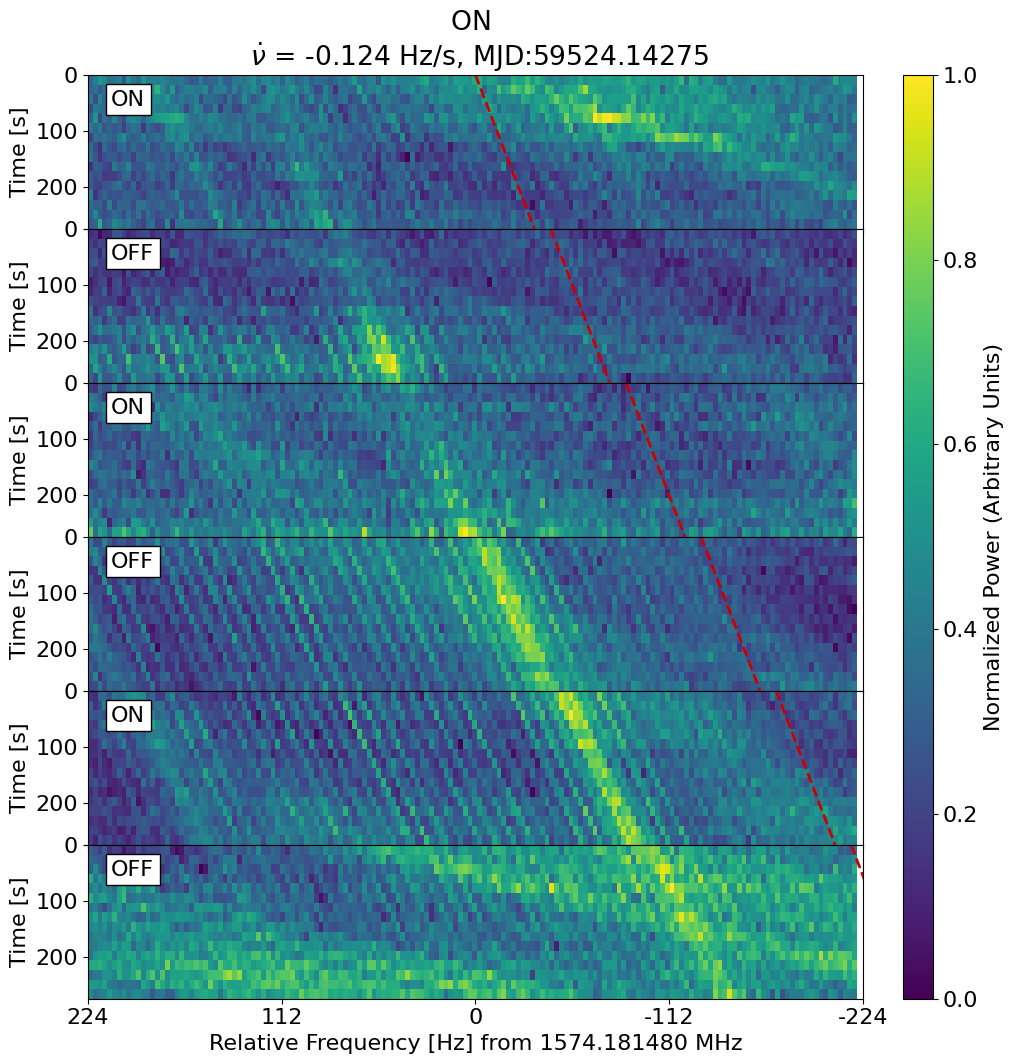 ON
ν̇ = -0.124 Hz/s, MJD:59524.14275
0
ON
100
Time [s]
200
0
OFF
100
Time [s]
200
0
ON
100
Time [s]
200
0
OFF
100
Time [s]
200
0
ON
100
Time [s]
200
0
OFF
100
Time [s]
200
224 112 0 -112 -224
Relative Frequency [Hz] from 1574.181480 MHz
1.0
0.8
0.6
0.4
0.2
0.0
Normalized Power (Arbitrary Units)